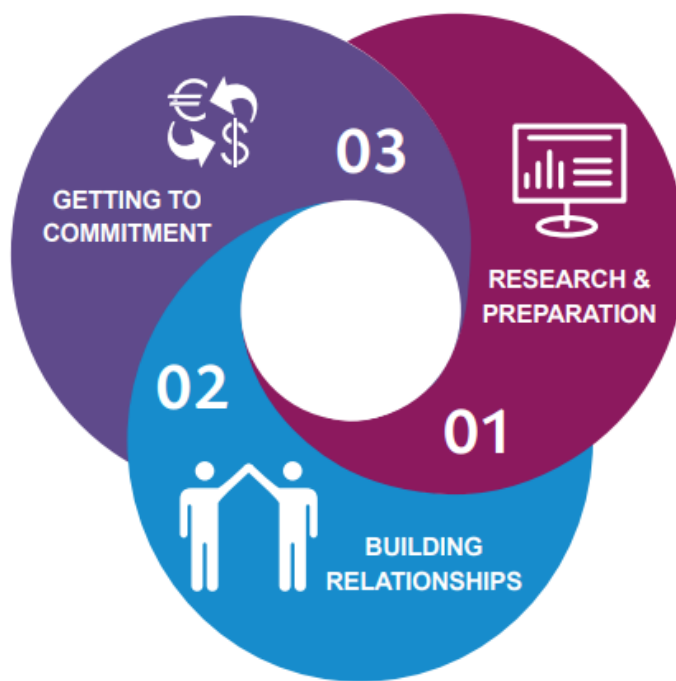 03
€
$
GETTING TO
COMMITMENT
RESEARCH &
PREPARATION
02
01
BUILDING
RELATIONSHIPS